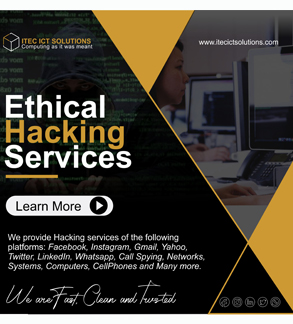 ITEC ICT SOLUTIONS
Computing as it was meant
www.itecictsolutions.com
Ethical
Hacking
Services
Learn More
We provide Hacking services of the following
platforms: Facebook, Instagram, Gmail, Yahoo,
Twitter, LinkedIn, Whatsapp, Call Spying, Networks,
Systems, Computers, CellPhones and Many more.
We are Fast, Clean and Trusted